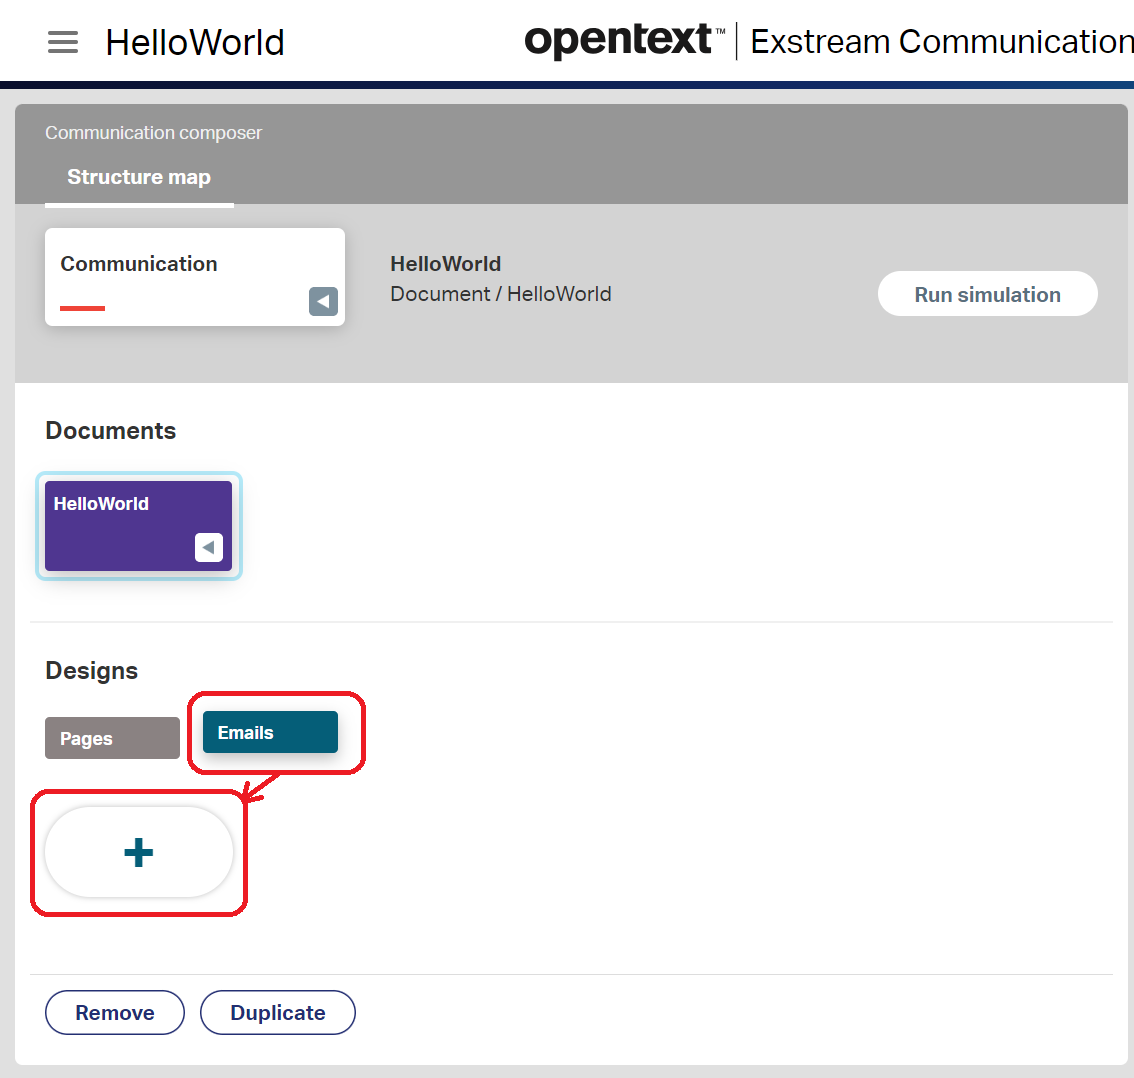 HelloWorld
opentext™ | Exstream Communication
Communication composer
Structure map
Communication
HelloWorld
Document / HelloWorld
Run simulation
Documents
HelloWorld
Designs
Pages
Emails
+
Remove
Duplicate